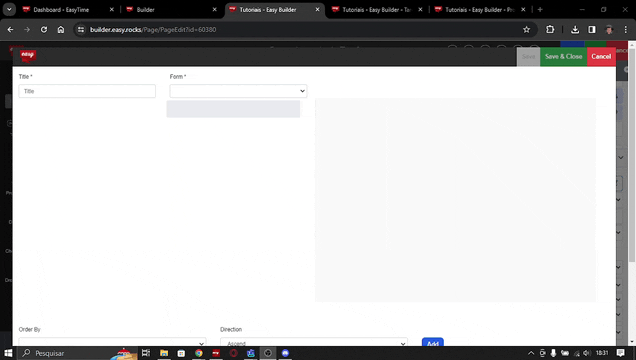 Dashboard - EasyTime
Builder
Tutoriais - Easy Builder
Tutoriais - Easy Builder - Ta
Tutoriais - Easy Builder - Pr
builder.easy.rocks/Page/PageEdit?id=60380
easy
Save & Close
Cancel
Title *
Form *
Title
Order By
Direction
Ascend
Add
Pesquisar
18:31